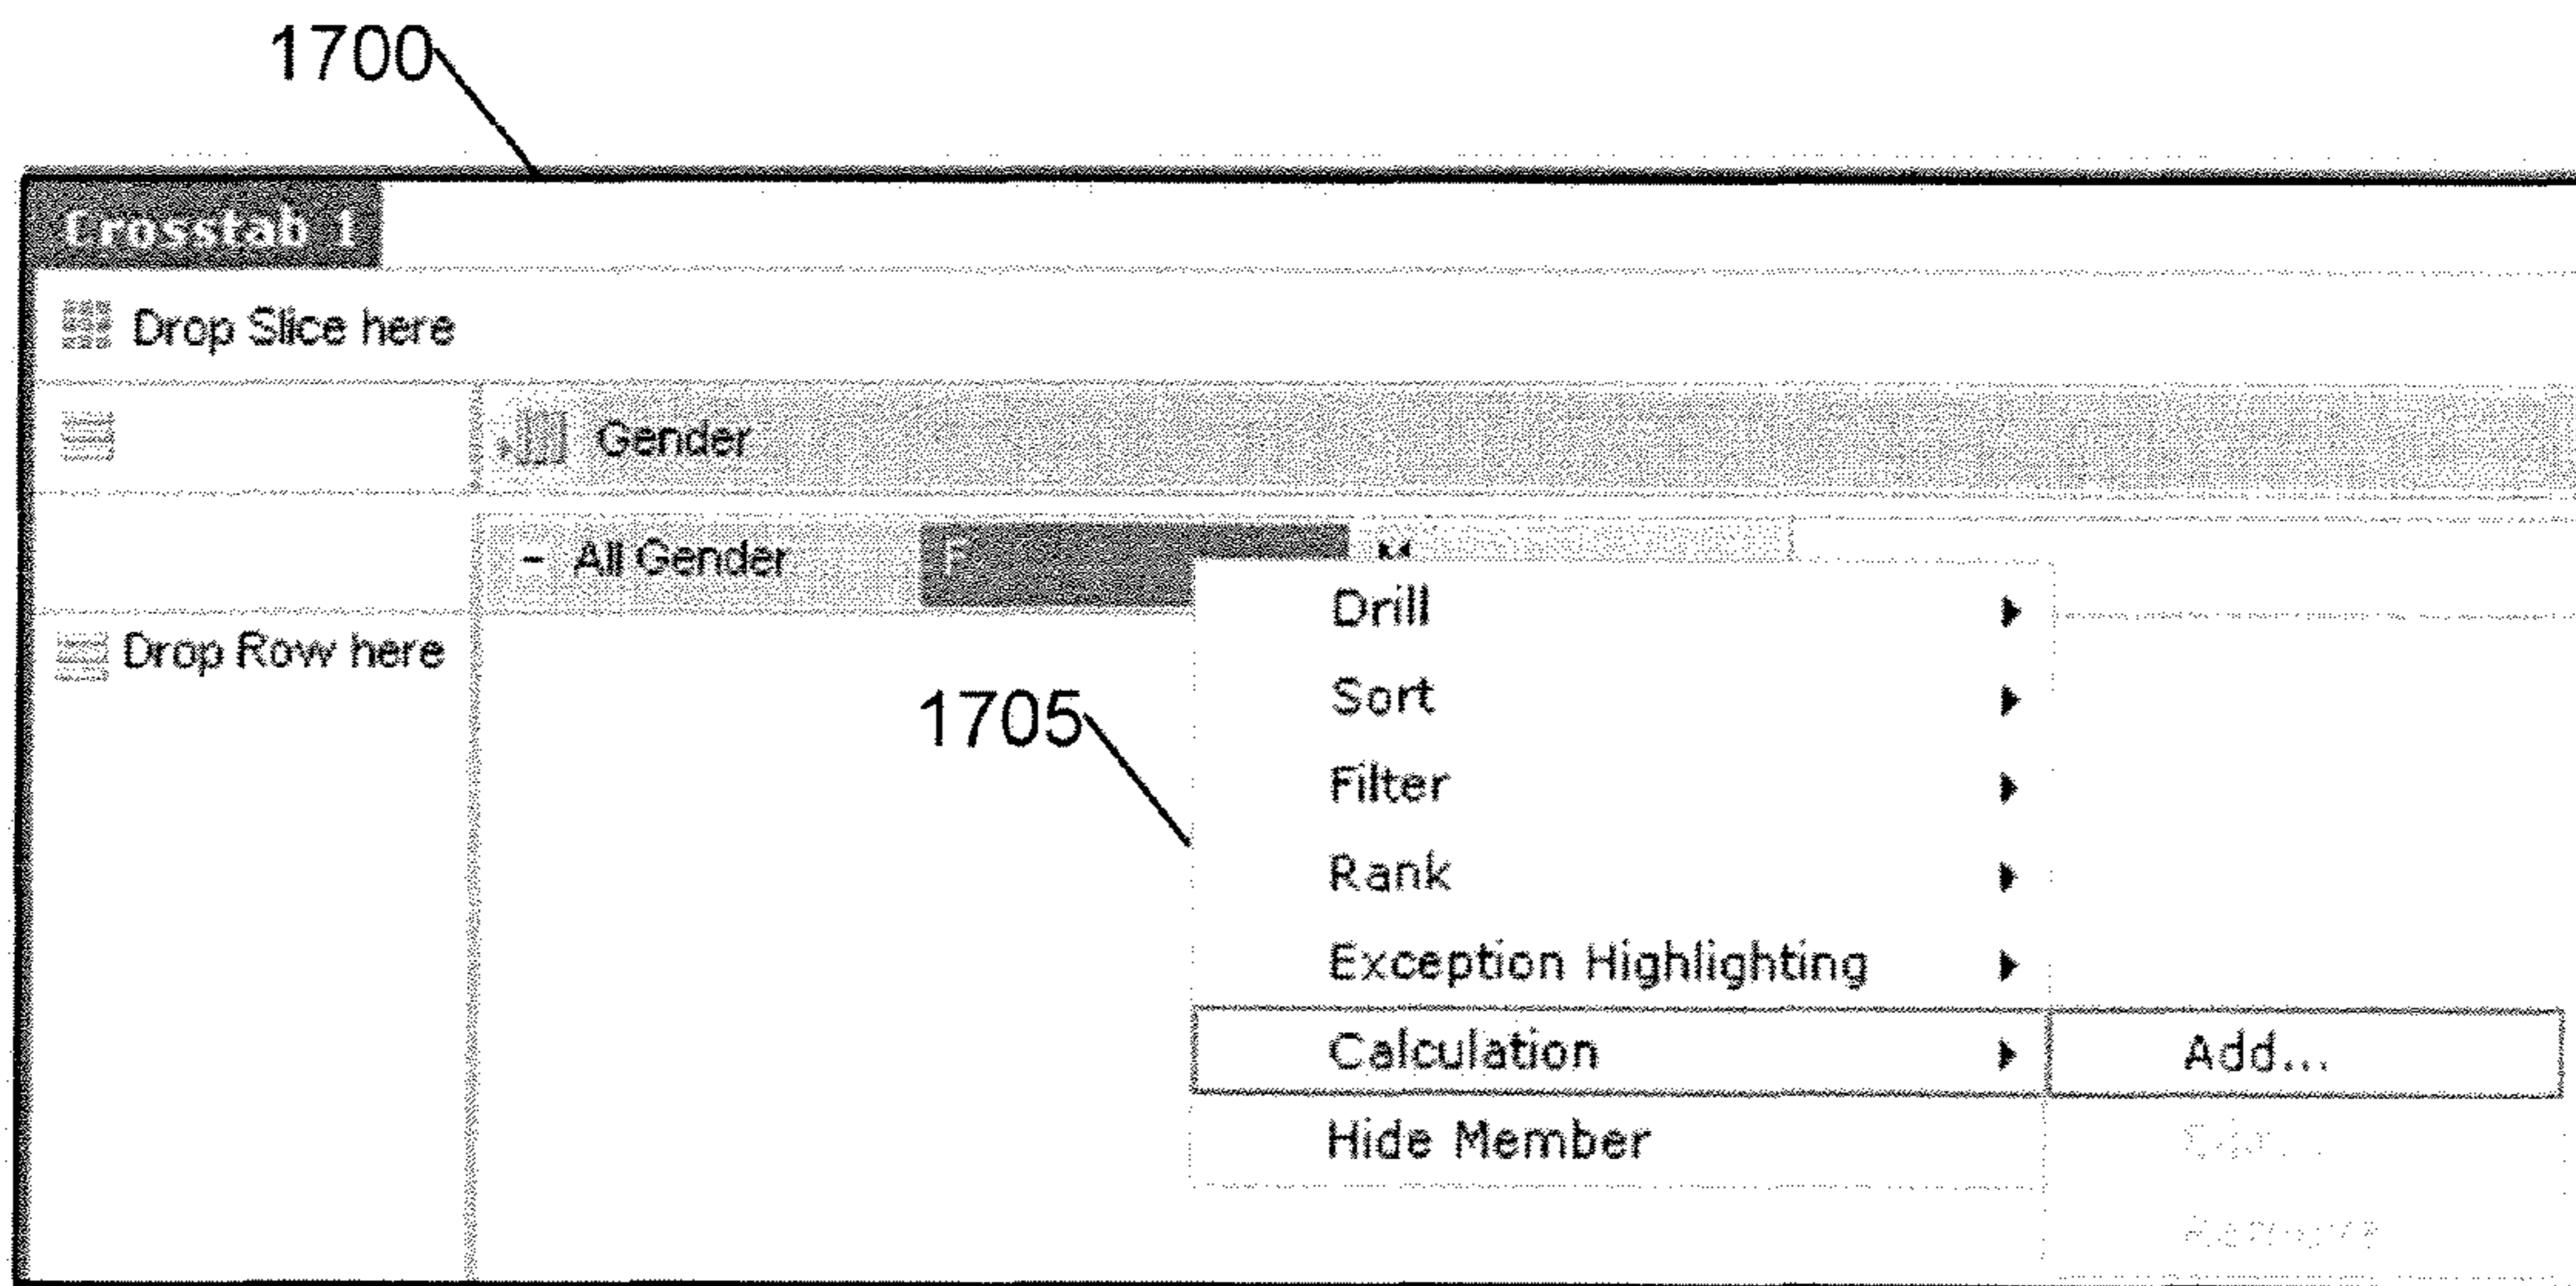 1700
Crosstab 1
Drop Slice here
Gender
- All Gender F
Drop Row here
1705
Drill
Sort
Filter
Rank
Exception Highlighting
Calculation Add...
Hide Member
Remove